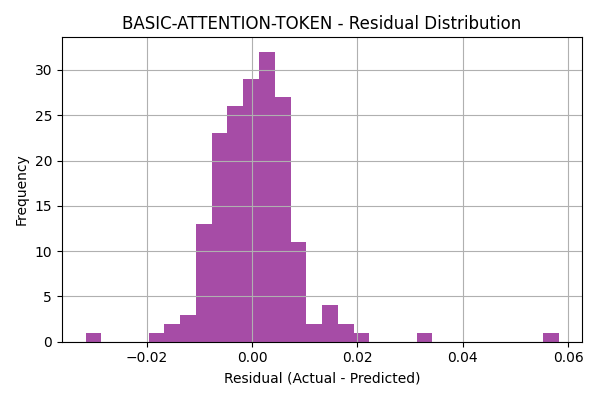 BASIC-ATTENTION-TOKEN - Residual Distribution
Frequency
30
25
20
15
10
5
0
−0.02 0.00 0.02 0.04 0.06
Residual (Actual - Predicted)